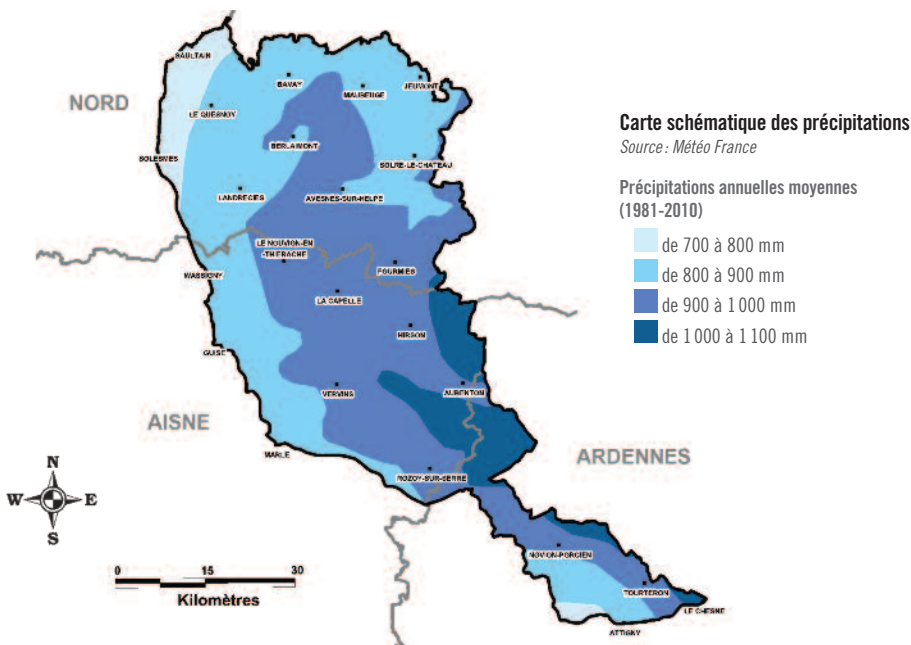 SAULTAIN
BAVAY
JEUMONT
MAUBEUGE
NORD
LE QUESNOY
BERLAIMONT
SOLESMES
SOLRE-LE-CHATEAU
LANDRECIES
AVESNES-SUR-HELPE
LE NOUVION-EN
-THIERACHE
FOURMIES
WASSIGNY
LA CAPELLE
HIRSON
GUISE
VERVINS
AUBENTON
AISNE
MARLE
ARDENNES
ROZOY-SUR-SERRE
N
W E
S
NOVION-PORCIEN
TOURTERON
LE CHESNE
ATTIGNY
0 15 30
Kilomètres
Carte schématique des précipitations
Source : Météo France
Précipitations annuelles moyennes
(1981-2010)
de 700 à 800 mm
de 800 à 900 mm
de 900 à 1 000 mm
de 1 000 à 1 100 mm